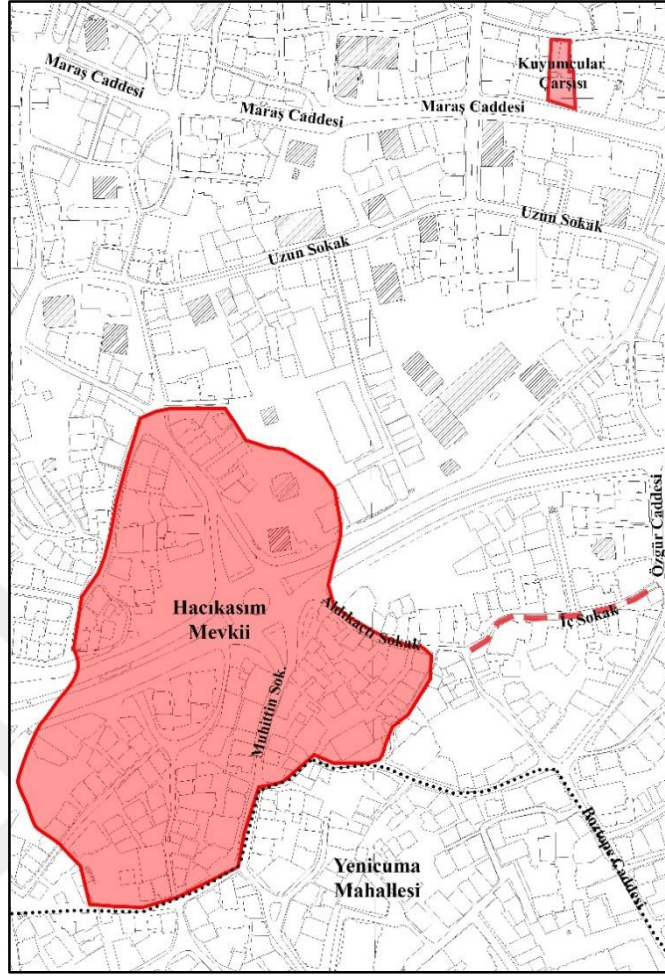 Maraş Caddesi
Kuyumcular
Çarşısı
Maraş Caddesi
Maraş Caddesi
Uzun Sokak
Uzun Sokak
Özgür Caddesi
Hacıkasım
Mevkii
Aldıkaçtı Sokak
İç Sokak
Muhittin Sok.
Boztepe Caddesi
Yenicuma
Mahallesi